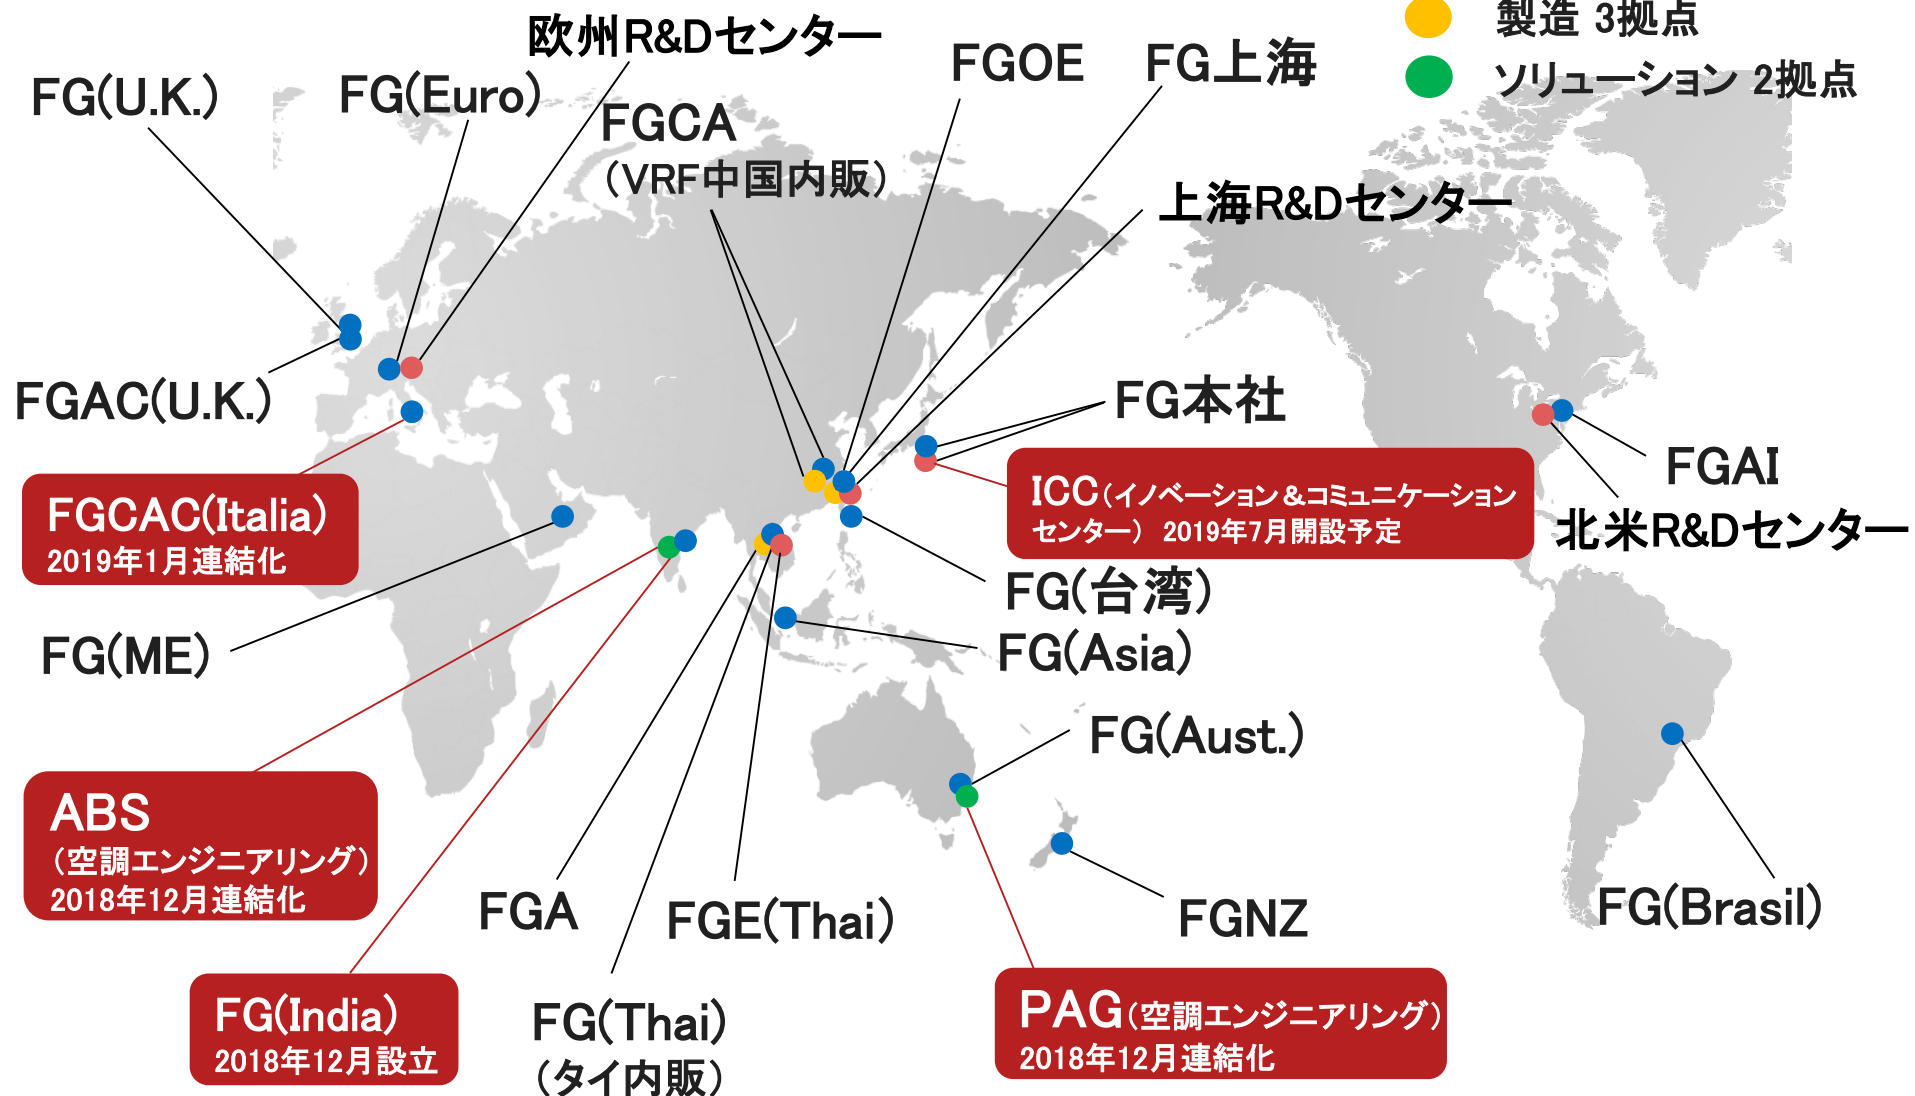 製造 3拠点
ソリューション 2拠点
欧州R&Dセンター
FG(U.K.)
FG(Euro)
FGCA
（VRF中国内販）
FGOE
FG上海
上海R&Dセンター
FGAC(U.K.)
FG本社
FGAI
北米R&Dセンター
FGCAC(Italia)
2019年1月連結化
ICC（イノベーション＆コミュニケーション
センター） 2019年7月開設予定
FG(台湾)
FG(ME)
FG(Asia)
FG(Aust.)
ABS
（空調エンジニアリング）
2018年12月連結化
FGA
FGE(Thai)
FGNZ
FG(Brasil)
FG(India)
2018年12月設立
FG(Thai)
（タイ内販）
PAG（空調エンジニアリング）
2018年12月連結化